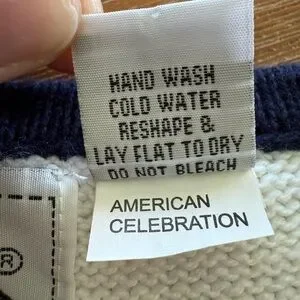 HAND WASH
COLD WATER
RESHAPE &
LAY FLAT TO DRY
DO NOT BLEACH
AMERICAN
CELEBRATION
®